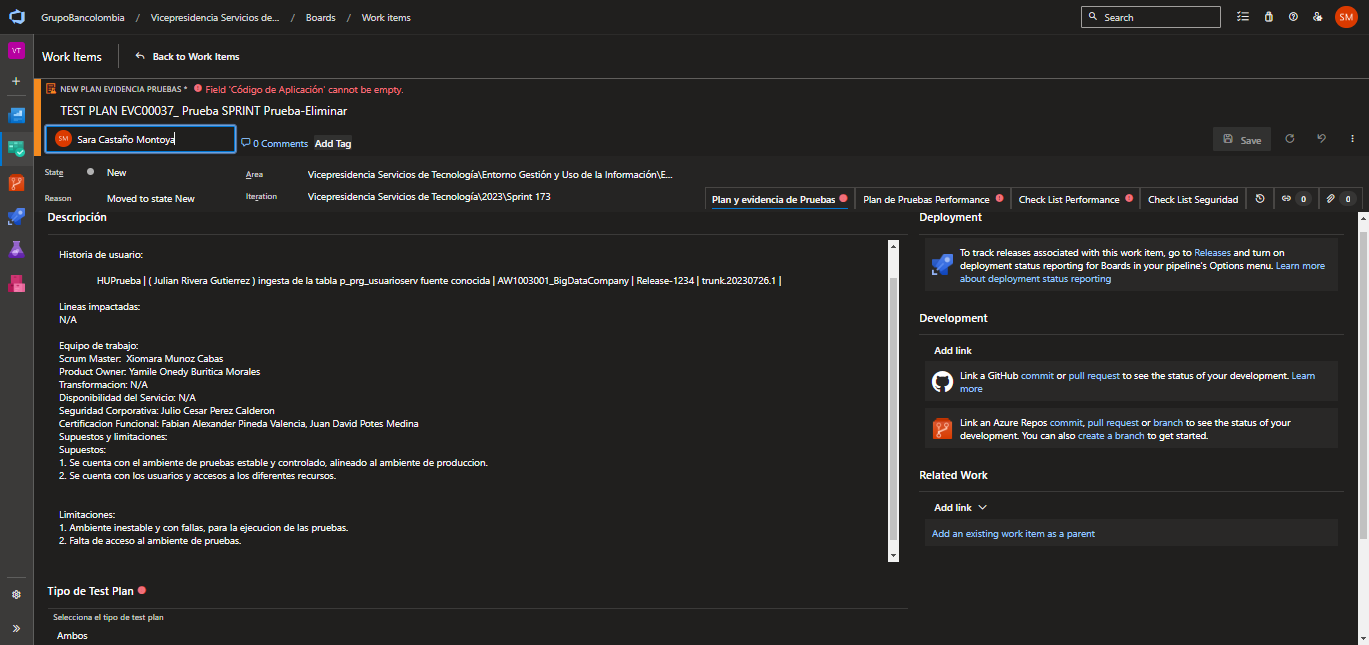 GrupoBancolombia / Vicepresidencia Servicios de... / Boards / Work items
Search
SM
VT
Work Items
Back to Work Items
NEW PLAN EVIDENCIA PRUEBAS * Field 'Código de Aplicación' cannot be empty.
TEST PLAN EVC00037_ Prueba SPRINT Prueba-Eliminar
SM Sara Castaño Montoya
0 Comments
Add Tag
Save
State
New
Area
Vicepresidencia Servicios de Tecnología\Entorno Gestión y Uso de la Información\E...
Reason
Moved to state New
Iteration
Vicepresidencia Servicios de Tecnología\2023\Sprint 173
Plan y evidencia de Pruebas
Plan de Pruebas Performance
Check List Performance
Check List Seguridad
0
0
Descripción
Historia de usuario:
HUPrueba | ( Julian Rivera Gutierrez ) ingesta de la tabla p_prg_usuarioserv fuente conocida | AW1003001_BigDataCompany | Release-1234 | trunk.20230726.1 |
Lineas impactadas:
N/A
Equipo de trabajo:
Scrum Master: Xiomara Munoz Cabas
Product Owner: Yamile Onedy Buritica Morales
Transformacion: N/A
Disponibilidad del Servicio: N/A
Seguridad Corporativa: Julio Cesar Perez Calderon
Certificacion Funcional: Fabian Alexander Pineda Valencia, Juan David Potes Medina
Supuestos y limitaciones:
Supuestos:
1. Se cuenta con el ambiente de pruebas estable y controlado, alineado al ambiente de produccion.
2. Se cuenta con los usuarios y accesos a los diferentes recursos.
Limitaciones:
1. Ambiente inestable y con fallas, para la ejecucion de las pruebas.
2. Falta de acceso al ambiente de pruebas.
Tipo de Test Plan
Selecciona el tipo de test plan
Ambos
Deployment
To track releases associated with this work item, go to Releases and turn on
deployment status reporting for Boards in your pipeline's Options menu. Learn more
about deployment status reporting
Development
Add link
Link a GitHub commit or pull request to see the status of your development. Learn
more
Link an Azure Repos commit, pull request or branch to see the status of your
development. You can also create a branch to get started.
Related Work
Add link
Add an existing work item as a parent